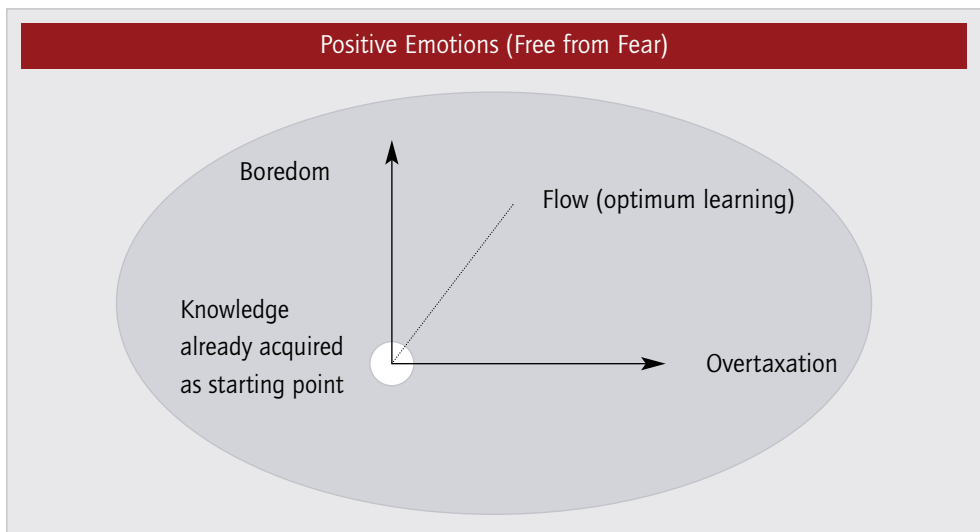 Positive Emotions (Free from Fear)
Boredom
Flow (optimum learning)
Knowledge
already acquired
as starting point
Overtaxation